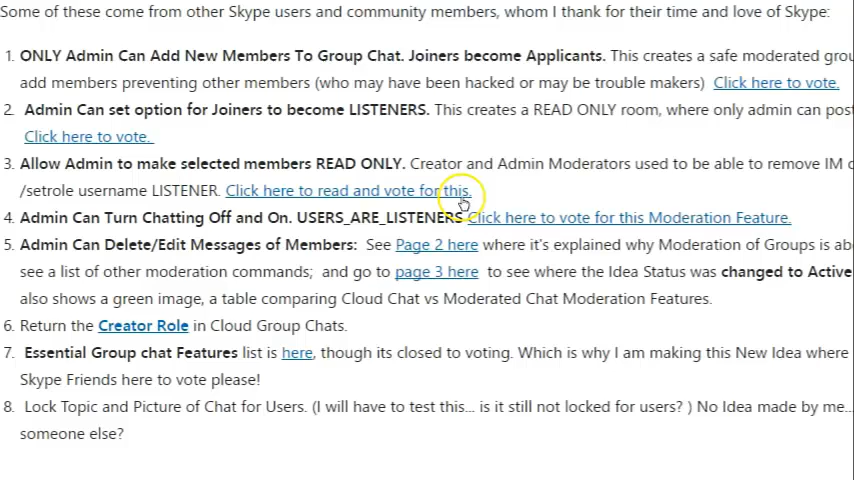 Some of these come from other Skype users and community members, whom I thank for their time and love of Skype:
1. ONLY Admin Can Add New Members To Group Chat. Joiners become Applicants. This creates a safe moderated grou
add members preventing other members (who may have been hacked or may be trouble makers) Click here to vote.
2. Admin Can set option for Joiners to become LISTENERS. This creates a READ ONLY room, where only admin can post
Click here to vote.
3. Allow Admin to make selected members READ ONLY. Creator and Admin Moderators used to be able to remove IM c
/setrole username LISTENER. Click here to read and vote for this.
4. Admin Can Turn Chatting Off and On. USERS_ARE_LISTENERS Click here to vote for this Moderation Feature.
5. Admin Can Delete/Edit Messages of Members: See Page 2 here where it's explained why Moderation of Groups is abo
see a list of other moderation commands; and go to page 3 here to see where the Idea Status was changed to Active
also shows a green image, a table comparing Cloud Chat vs Moderated Chat Moderation Features.
6. Return the Creator Role in Cloud Group Chats.
7. Essential Group chat Features list is here, though its closed to voting. Which is why I am making this New Idea where
Skype Friends here to vote please!
8. Lock Topic and Picture of Chat for Users. (I will have to test this... is it still not locked for users? ) No Idea made by me...
someone else?